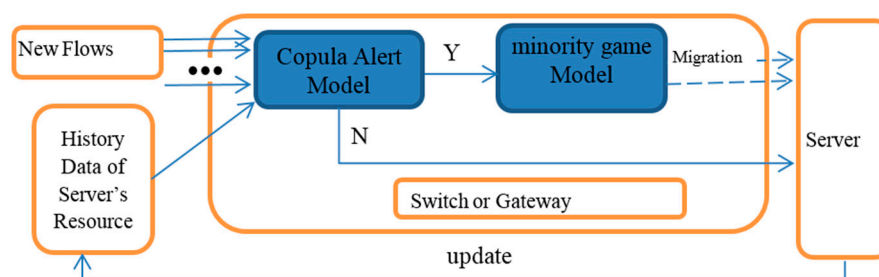 New Flows
•••
Copula Alert
Model
Y
minority game
Model
Migration
N
History
Data of
Server's
Resource
Server
Switch or Gateway
update